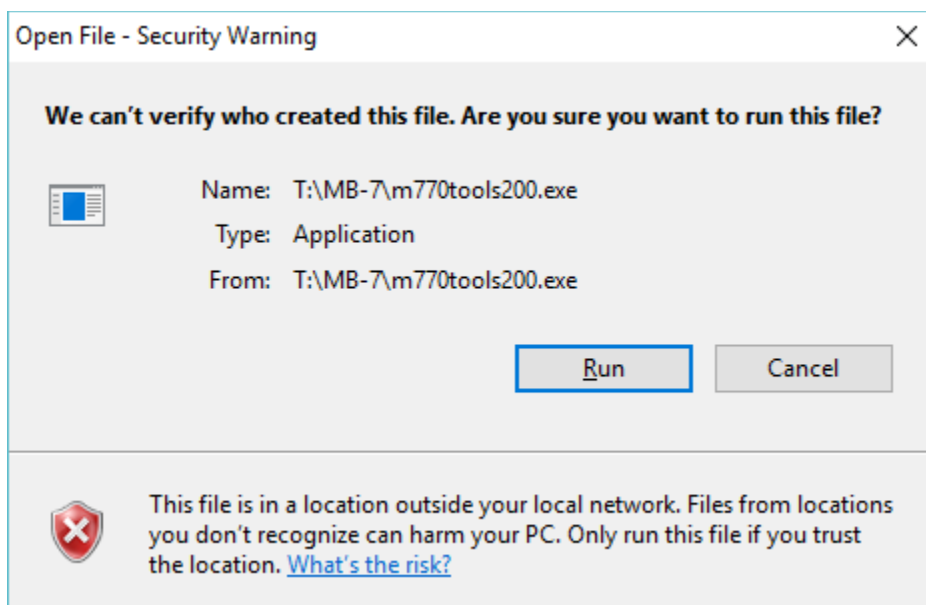 Open File - Security Warning
We can't verify who created this file. Are you sure you want to run this file?
Name: T:\MB-7\m770tools200.exe
Type: Application
From: T:\MB-7\m770tools200.exe
Run Cancel
This file is in a location outside your local network. Files from locations
you don't recognize can harm your PC. Only run this file if you trust
the location. What's the risk?